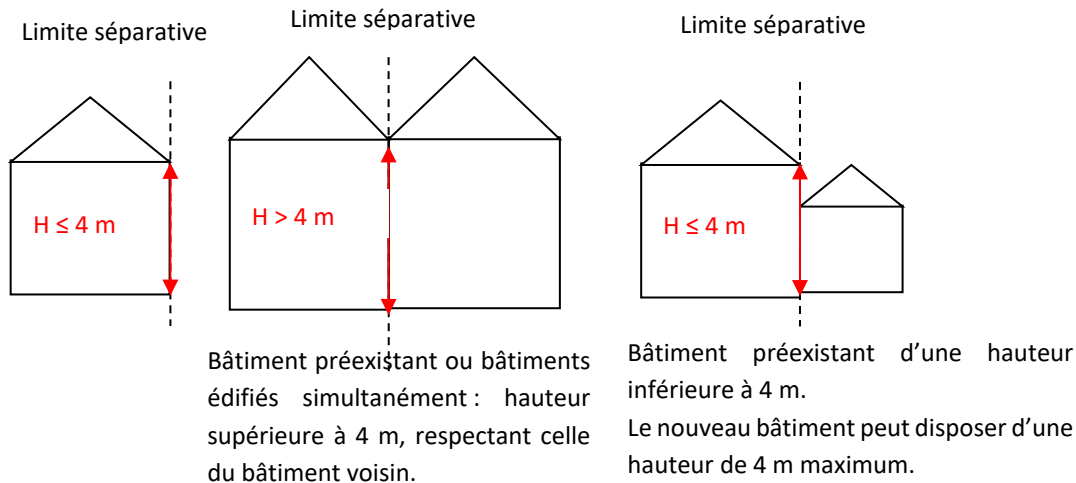 Limite séparative
Limite séparative
Limite séparative
H ≤ 4 m
H > 4 m
H ≤ 4 m
Bâtiment préexistant ou bâtiments
édifiés simultanément : hauteur
supérieure à 4 m, respectant celle
du bâtiment voisin.
Bâtiment préexistant d’une hauteur
inférieure à 4 m.
Le nouveau bâtiment peut disposer d’une
hauteur de 4 m maximum.